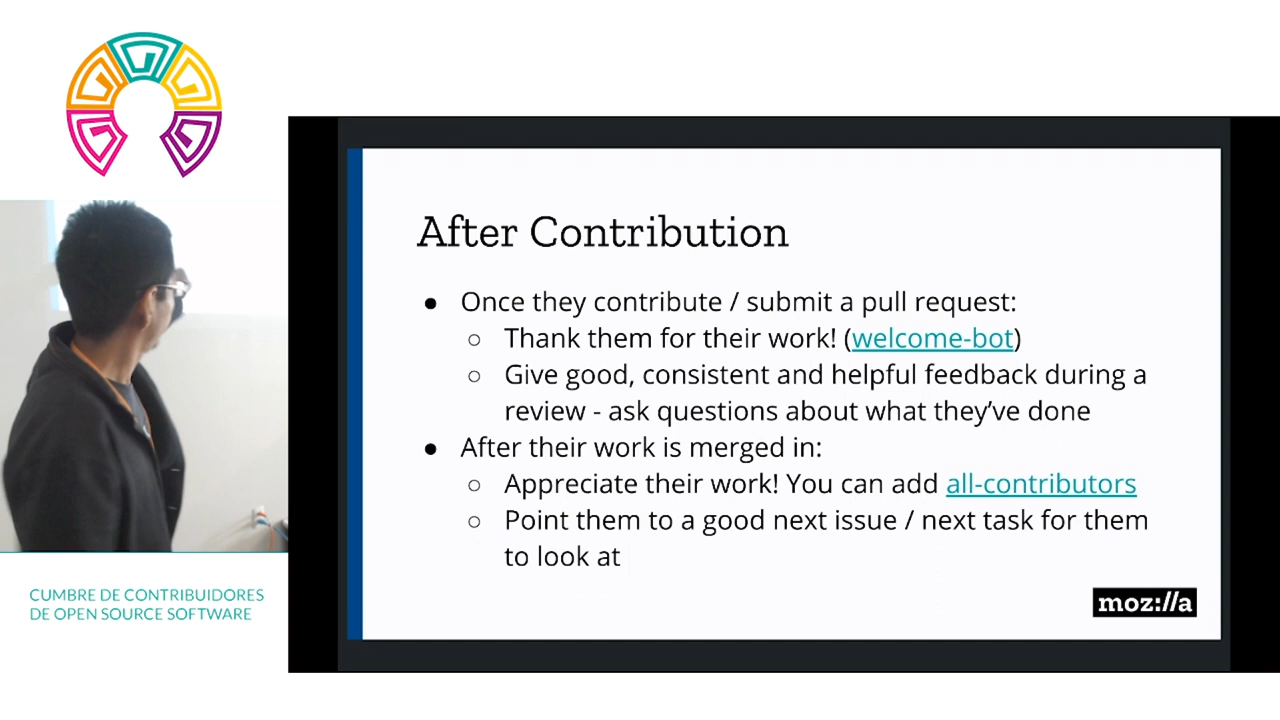 After Contribution
● Once they contribute / submit a pull request:
○ Thank them for their work! (welcome-bot)
○ Give good, consistent and helpful feedback during a
review - ask questions about what they’ve done
● After their work is merged in:
○ Appreciate their work! You can add all-contributors
○ Point them to a good next issue / next task for them
to look at
moz://a
CUMBRE DE CONTRIBUIDORES
DE OPEN SOURCE SOFTWARE